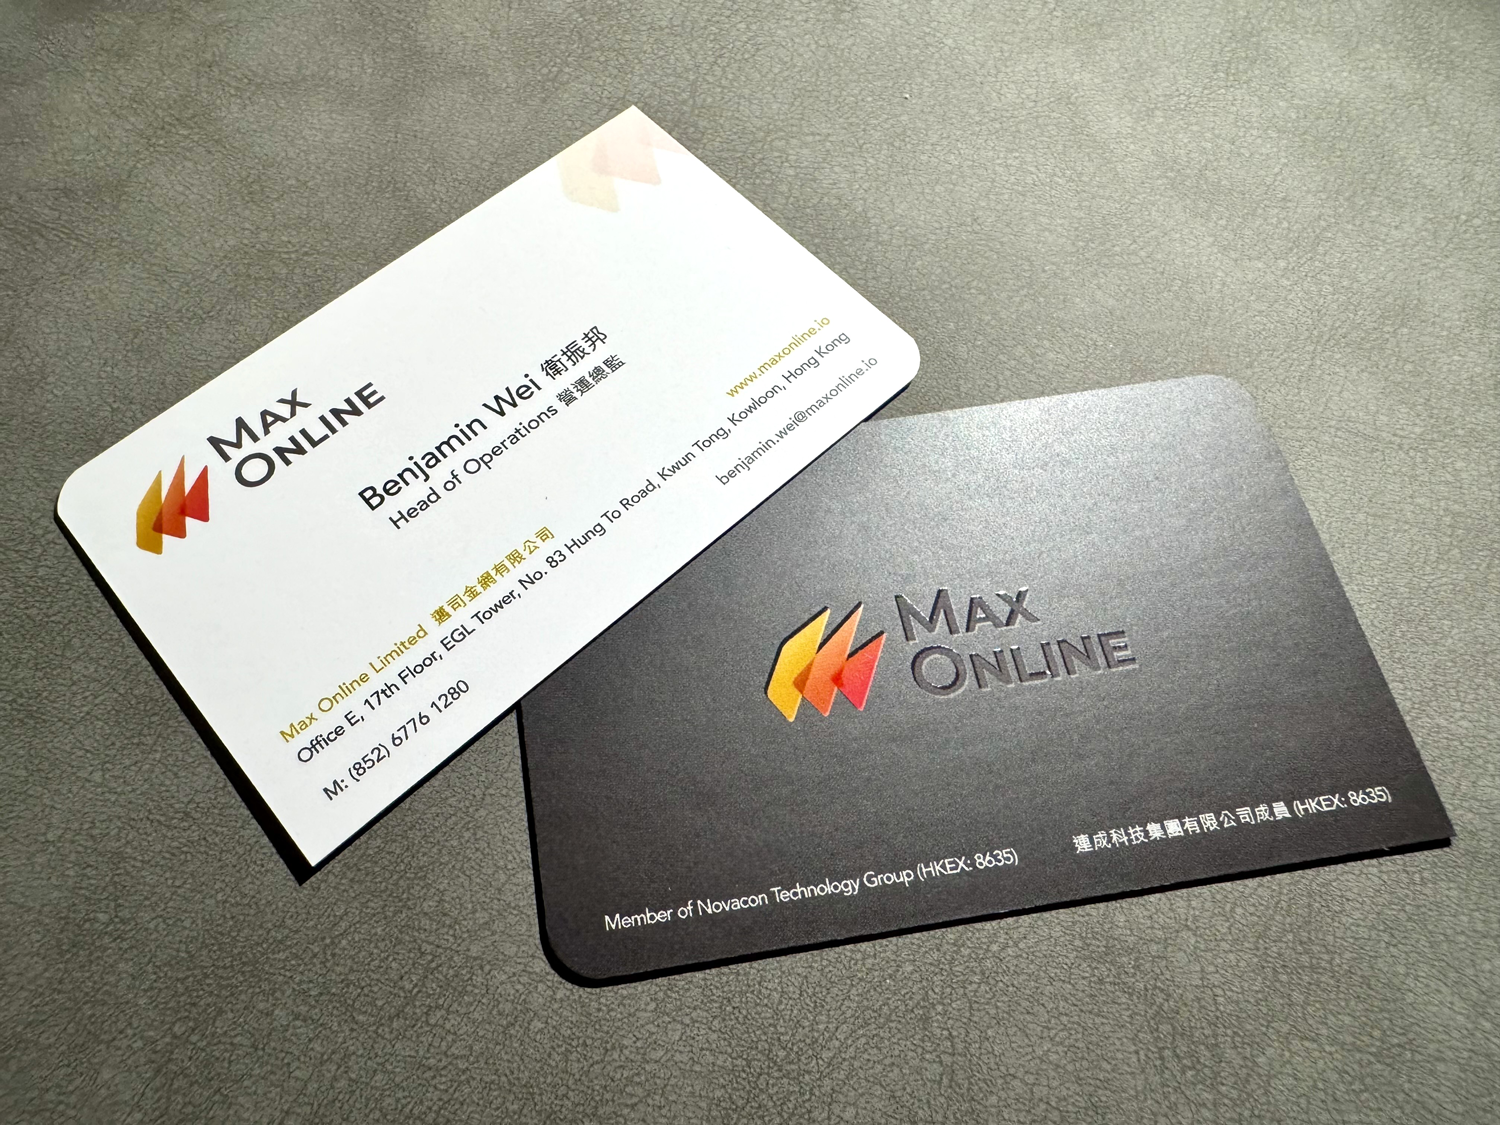 MAX
ONLINE
Benjamin Wei 衛振邦
Head of Operations 營運總監
Max Online Limited 邁司金網有限公司
www.maxonline.io
Office E, 17th Floor, EGL Tower, No. 83 Hung To Road, Kwun Tong, Kowloon, Hong Kong
M: (852) 6776 1280
benjamin.wei@maxonline.io
MAX
ONLINE
Member of Novacon Technology Group (HKEX: 8635)
連成科技集團有限公司成員 (HKEX: 8635)